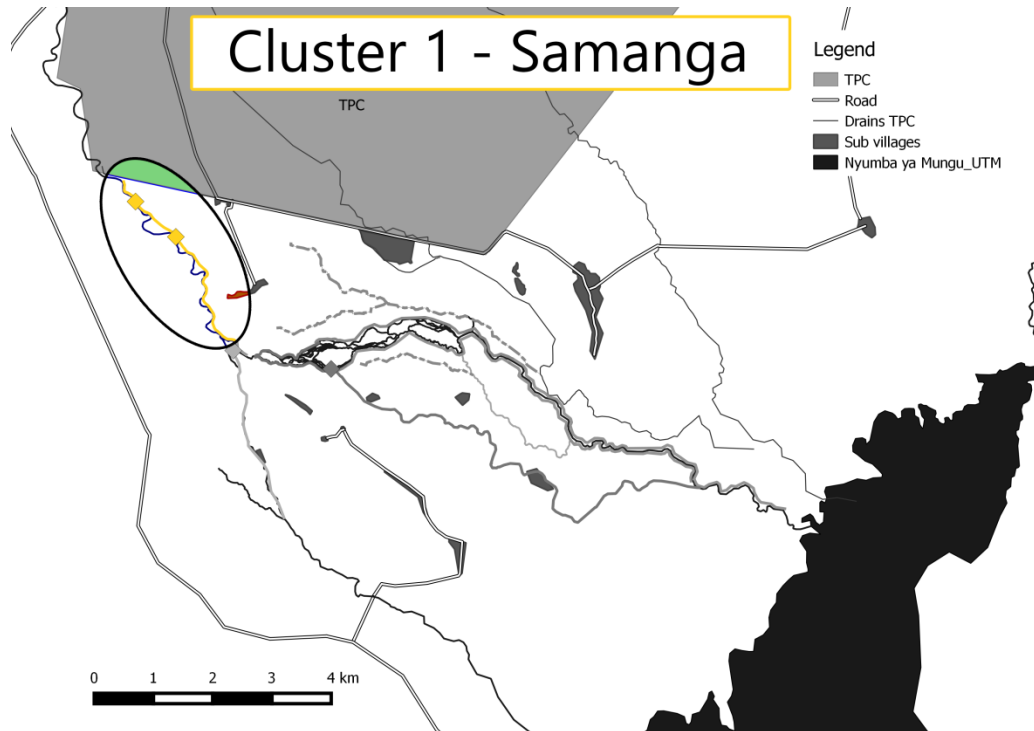 Cluster 1 - Samanga
TPC
Legend
TPC
Road
Drains TPC
Sub villages
Nyumba ya Mungu_UTM
0 1 2 3 4 km